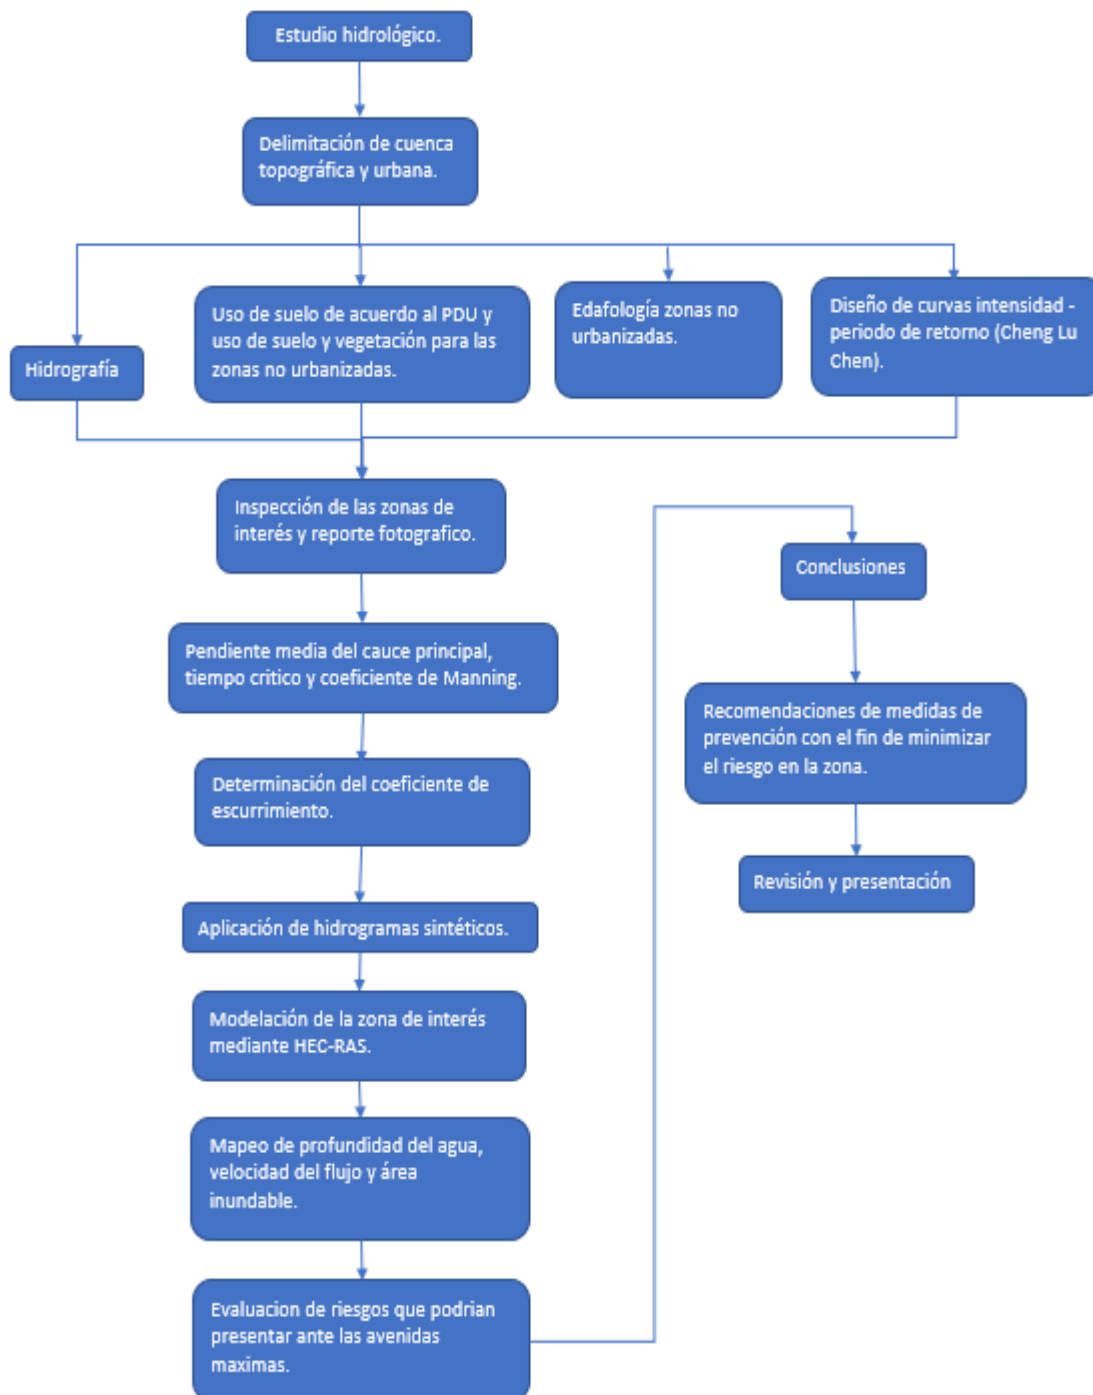 Estudio hidrológico.
Delimitación de cuenca
topográfica y urbana.
Hidrografía
Uso de suelo de acuerdo al PDU y
uso de suelo y vegetación para las
zonas no urbanizadas.
Edafología zonas no
urbanizadas.
Diseño de curvas intensidad -
periodo de retorno (Cheng Lu
Chen).
Inspección de las zonas de
interés y reporte fotografico.
Pendiente media del cauce principal,
tiempo critico y coeficiente de Manning.
Determinación del coeficiente de
escurrimiento.
Aplicación de hidrogramas sintéticos.
Modelación de la zona de interés
mediante HEC-RAS.
Mapeo de profundidad del agua,
velocidad del flujo y área
inundable.
Evaluacion de riesgos que podrian
presentar ante las avenidas
maximas.
Conclusiones
Recomendaciones de medidas de
prevención con el fin de minimizar
el riesgo en la zona.
Revisión y presentación